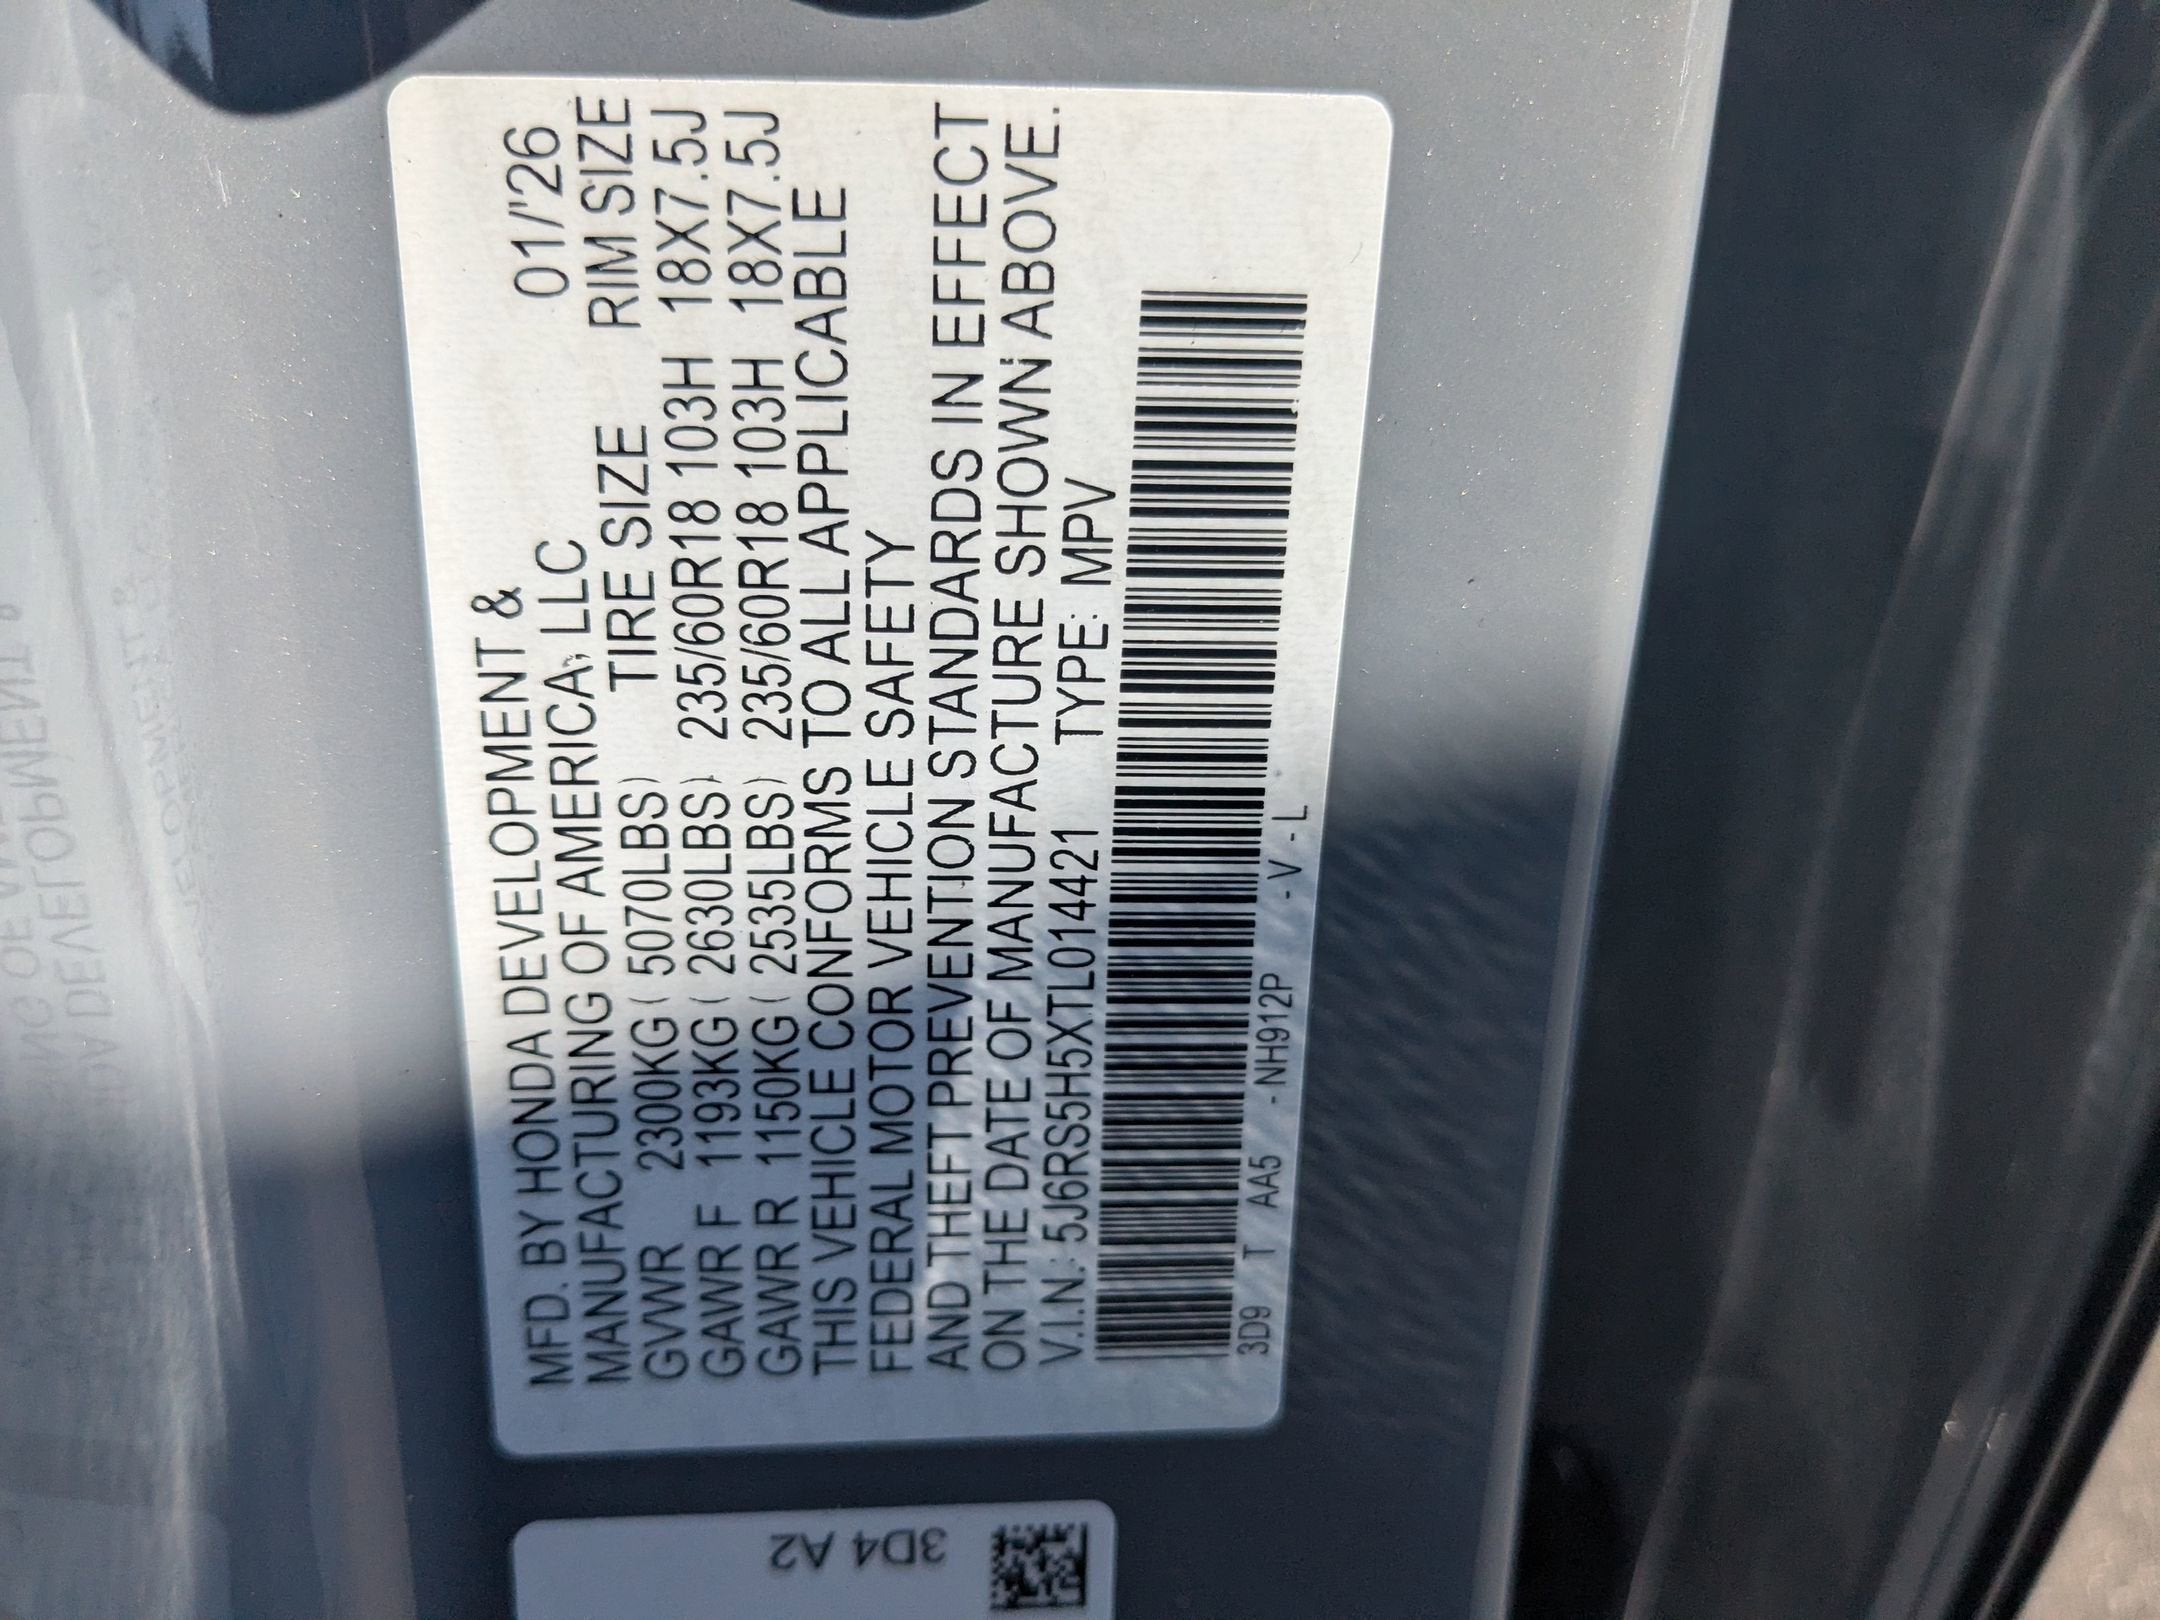 MFD. BY HONDA DEVELOPMENT &
MANUFACTURING OF AMERICA, LLC 01/'26
TIRE SIZE RIM SIZE
GVWR 2300KG ( 5070LBS)
GAWR F 1193KG ( 2630LBS) 235/60R18 103H 18X7.5J
GAWR R 1150KG ( 2535LBS) 235/60R18 103H 18X7.5J
THIS VEHICLE CONFORMS TO ALL APPLICABLE
FEDERAL MOTOR VEHICLE SAFETY
AND THEFT PREVENTION STANDARDS IN EFFECT
ON THE DATE OF MANUFACTURE SHOWN ABOVE.
V.I.N.: 5J6RS5H5XTL014421 TYPE: MPV
3D9 T AA5 - NH912P - V - L
3D4 A2